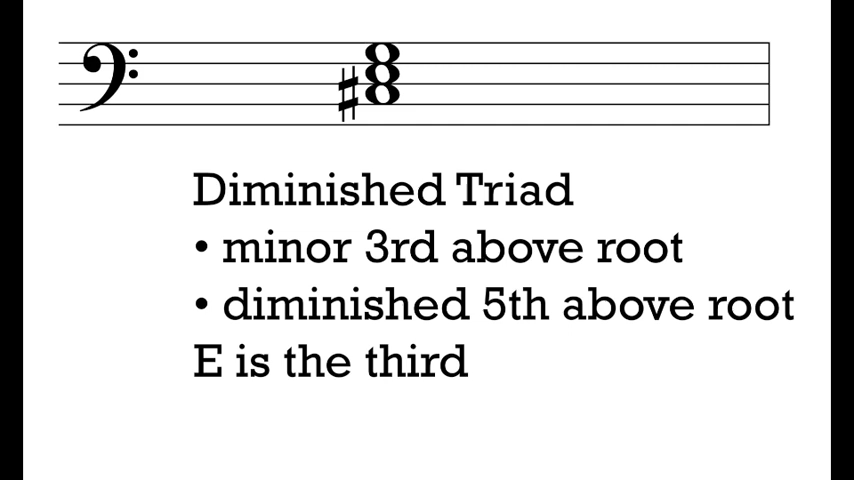 Diminished Triad
• minor 3rd above root
• diminished 5th above root
E is the third